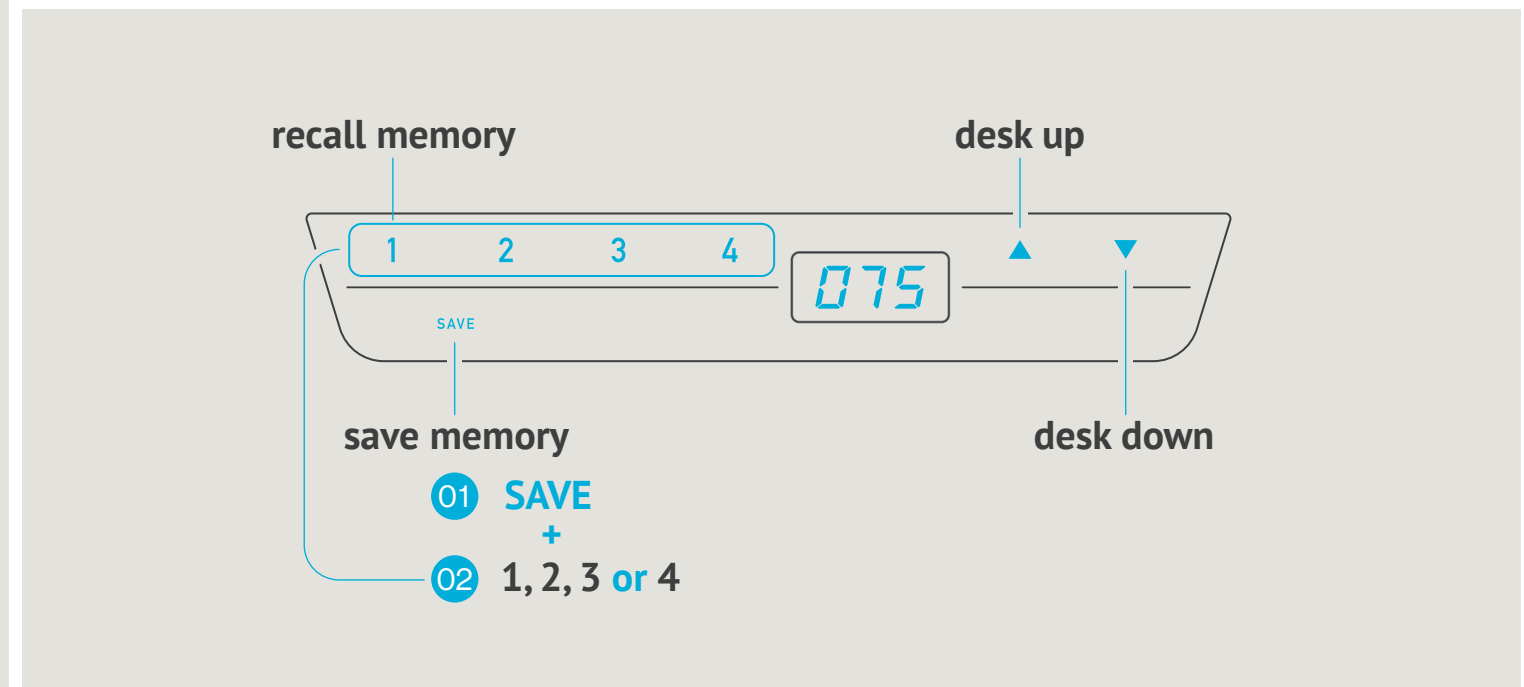 recall memory
desk up
1 2 3 4
075
SAVE
save memory
desk down
01 SAVE
+
02 1, 2, 3 or 4